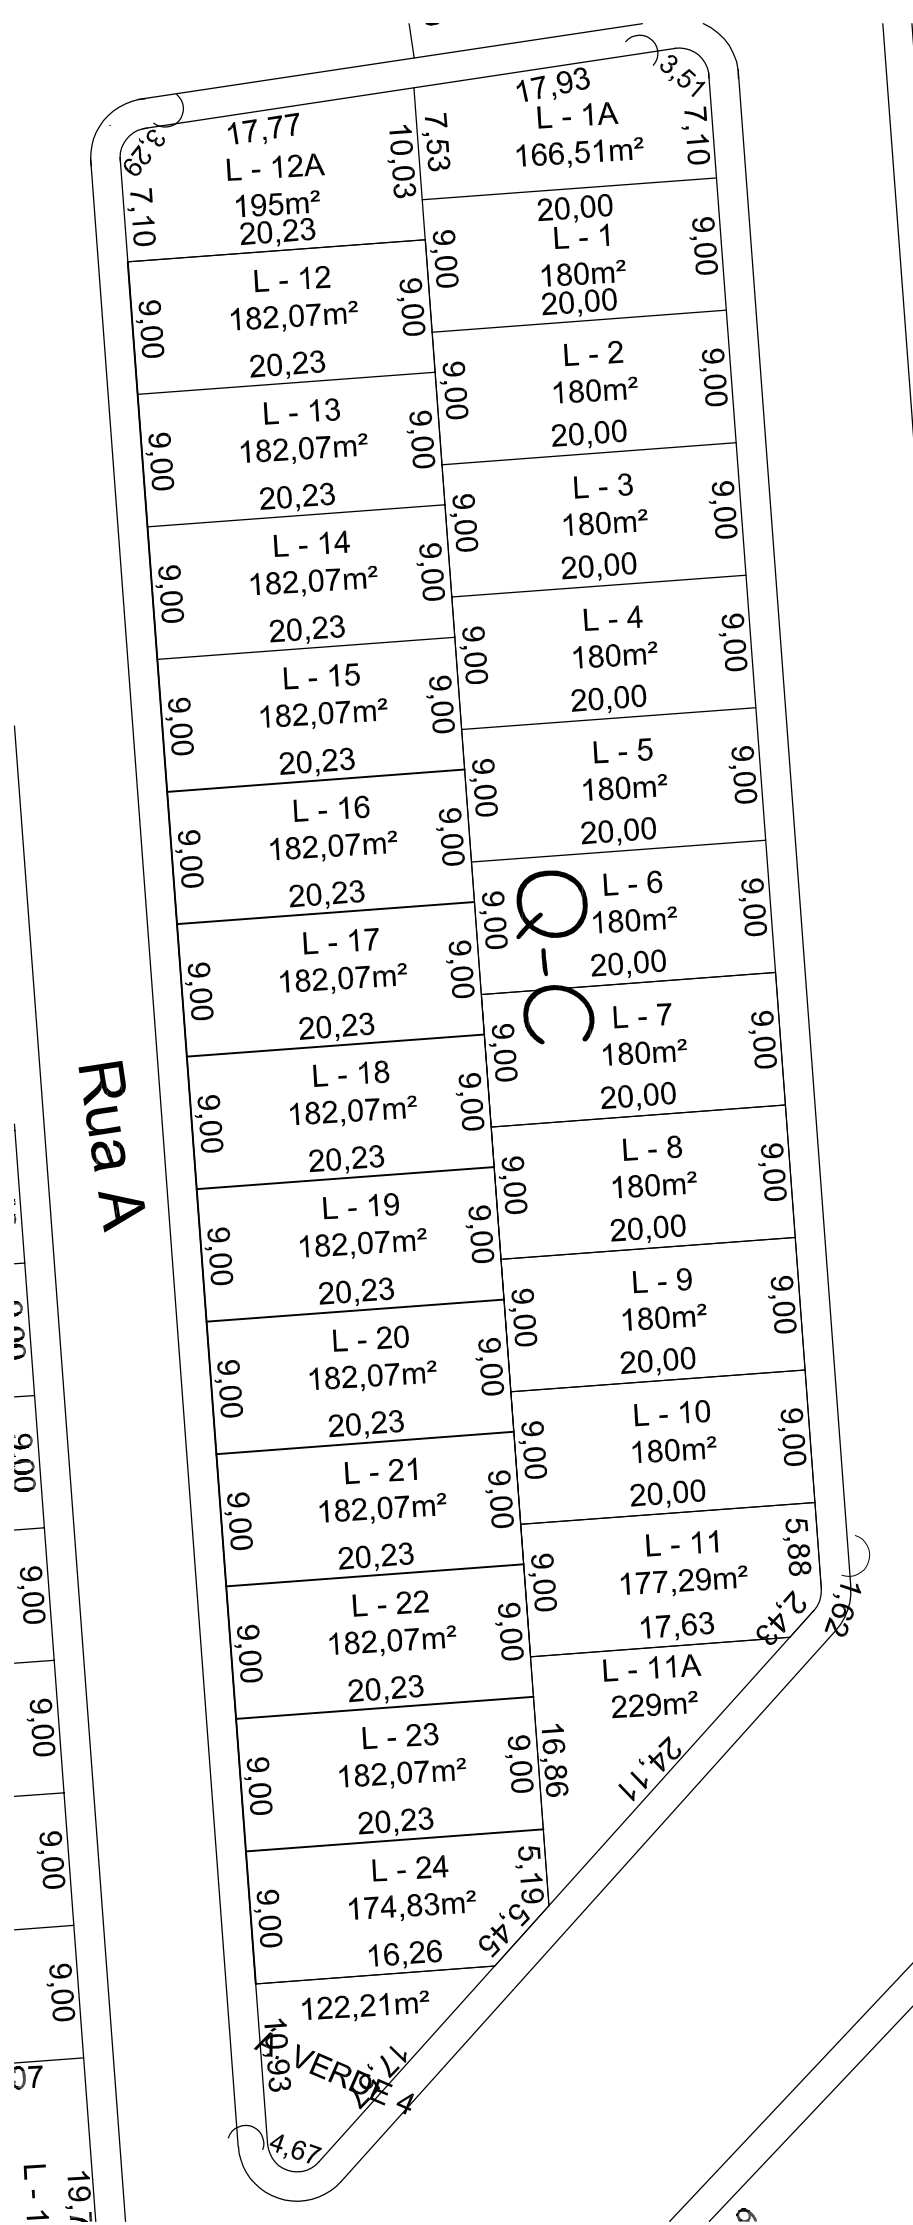 17,93
3,51
L - 1A
7,53
7,10
166,51m²
17,77
3,29
L - 12A
10,03
195m²
7,10
20,23
20,00
L - 1
9,00
9,00
180m²
20,00
L - 12
9,00
9,00
182,07m²
20,23
L - 2
9,00
9,00
180m²
20,00
L - 13
9,00
9,00
182,07m²
20,23
L - 3
9,00
9,00
180m²
20,00
L - 14
9,00
9,00
182,07m²
20,23
L - 4
9,00
9,00
180m²
20,00
L - 15
9,00
9,00
182,07m²
20,23
L - 5
9,00
9,00
180m²
20,00
L - 16
9,00
9,00
182,07m²
20,23
L - 6
9,00
9,00
180m²
20,00
Q-C
L - 17
9,00
9,00
182,07m²
20,23
L - 7
9,00
9,00
180m²
20,00
Rua A
L - 18
9,00
9,00
182,07m²
20,23
L - 8
9,00
9,00
180m²
20,00
L - 19
9,00
9,00
182,07m²
20,23
L - 9
9,00
9,00
180m²
20,00
L - 20
9,00
9,00
182,07m²
20,23
L - 10
9,00
9,00
180m²
20,00
L - 21
9,00
9,00
182,07m²
20,23
L - 11
9,00
5,88
177,29m²
2,43
1,62
17,63
L - 22
9,00
9,00
182,07m²
20,23
L - 11A
229m²
16,86
24,11
L - 23
9,00
9,00
182,07m²
20,23
L - 24
9,00
5,19
174,83m²
5,45
16,26
122,21m²
10,93
A. VERDE 4
4,67
9,00
9,00
9,00
9,00
9,00
9,00
07
L - 1
19,7